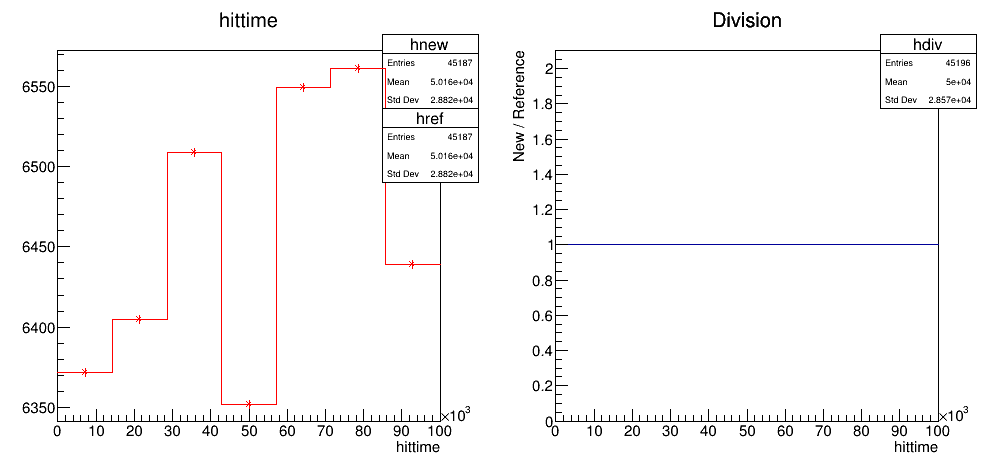 hittime
hnew
Entries 45187
Mean 5.016e+04
Std Dev 2.882e+04
href
Entries 45187
Mean 5.016e+04
Std Dev 2.882e+04
6550
6500
6450
6400
6350
0 10 20 30 40 50 60 70 80 90 100
×10³
hittime
Division
hdiv
Entries 45196
Mean 5e+04
Std Dev 2.857e+04
New / Reference
2
1.8
1.6
1.4
1.2
1
0.8
0.6
0.4
0.2
0
0 10 20 30 40 50 60 70 80 90 100
×10³
hittime